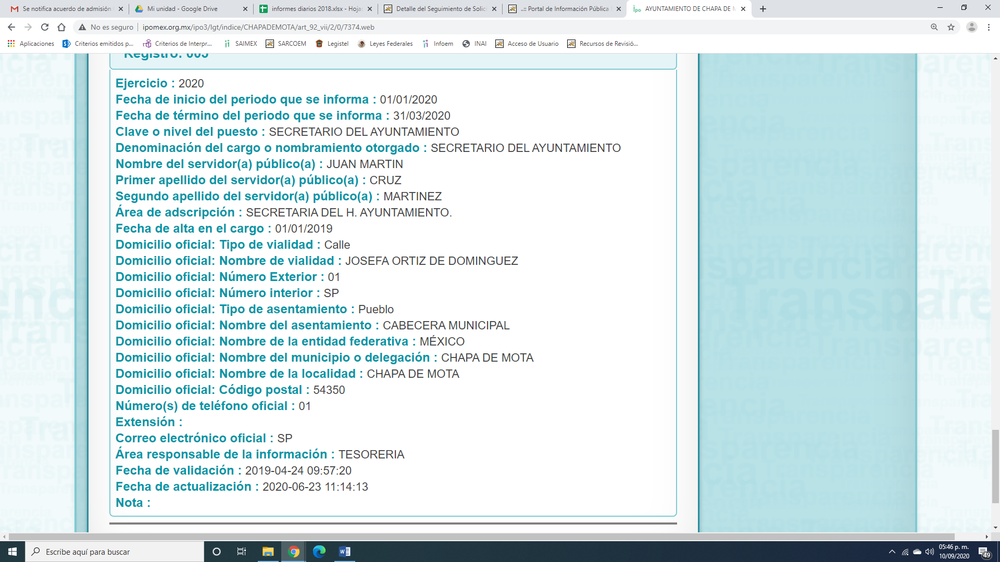 Se notifica acuerdo de admisión
Mi unidad - Google Drive
informes diarios 2018.xlsx - Hojas
Detalle del Seguimiento de Solici
..:: Portal de Información Pública
AYUNTAMIENTO DE CHAPA DE M
No es seguro
ipomex.org.mx/ipo3/lgt/indice/CHAPADEMOTA/art_92_vii/2/0/7374.web
Aplicaciones
Criterios emitidos p...
Criterios de Interpr...
SAIMEX
SARCOEM
Legistel
Leyes Federales
Infoem
INAI
Acceso de Usuario
Recursos de Revisió...
Registro: 005
Ejercicio : 2020
Fecha de inicio del periodo que se informa : 01/01/2020
Fecha de término del periodo que se informa : 31/03/2020
Clave o nivel del puesto : SECRETARIO DEL AYUNTAMIENTO
Denominación del cargo o nombramiento otorgado : SECRETARIO DEL AYUNTAMIENTO
Nombre del servidor(a) público(a) : JUAN MARTIN
Primer apellido del servidor(a) público(a) : CRUZ
Segundo apellido del servidor(a) público(a) : MARTINEZ
Área de adscripción : SECRETARIA DEL H. AYUNTAMIENTO.
Fecha de alta en el cargo : 01/01/2019
Domicilio oficial: Tipo de vialidad : Calle
Domicilio oficial: Nombre de vialidad : JOSEFA ORTIZ DE DOMINGUEZ
Domicilio oficial: Número Exterior : 01
Domicilio oficial: Número interior : SP
Domicilio oficial: Tipo de asentamiento : Pueblo
Domicilio oficial: Nombre del asentamiento : CABECERA MUNICIPAL
Domicilio oficial: Nombre de la entidad federativa : MÉXICO
Domicilio oficial: Nombre del municipio o delegación : CHAPA DE MOTA
Domicilio oficial: Nombre de la localidad : CHAPA DE MOTA
Domicilio oficial: Código postal : 54350
Número(s) de teléfono oficial : 01
Extensión :
Correo electrónico oficial : SP
Área responsable de la información : TESORERIA
Fecha de validación : 2019-04-24 09:57:20
Fecha de actualización : 2020-06-23 11:14:13
Nota :
Escribe aquí para buscar
05:46 p. m.
10/09/2020
49